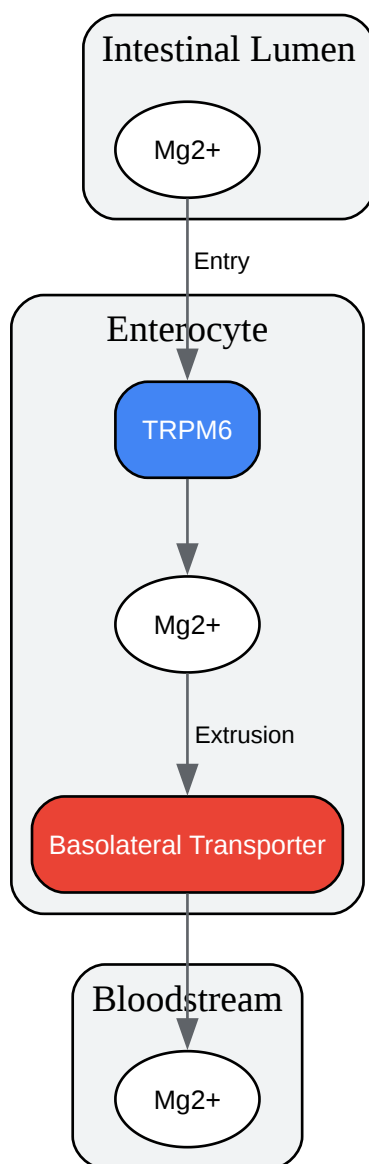 Intestinal Lumen
Mg2+
Entry
Enterocyte
TRPM6
Mg2+
Extrusion
Basolateral Transporter
Bloodstream
Mg2+